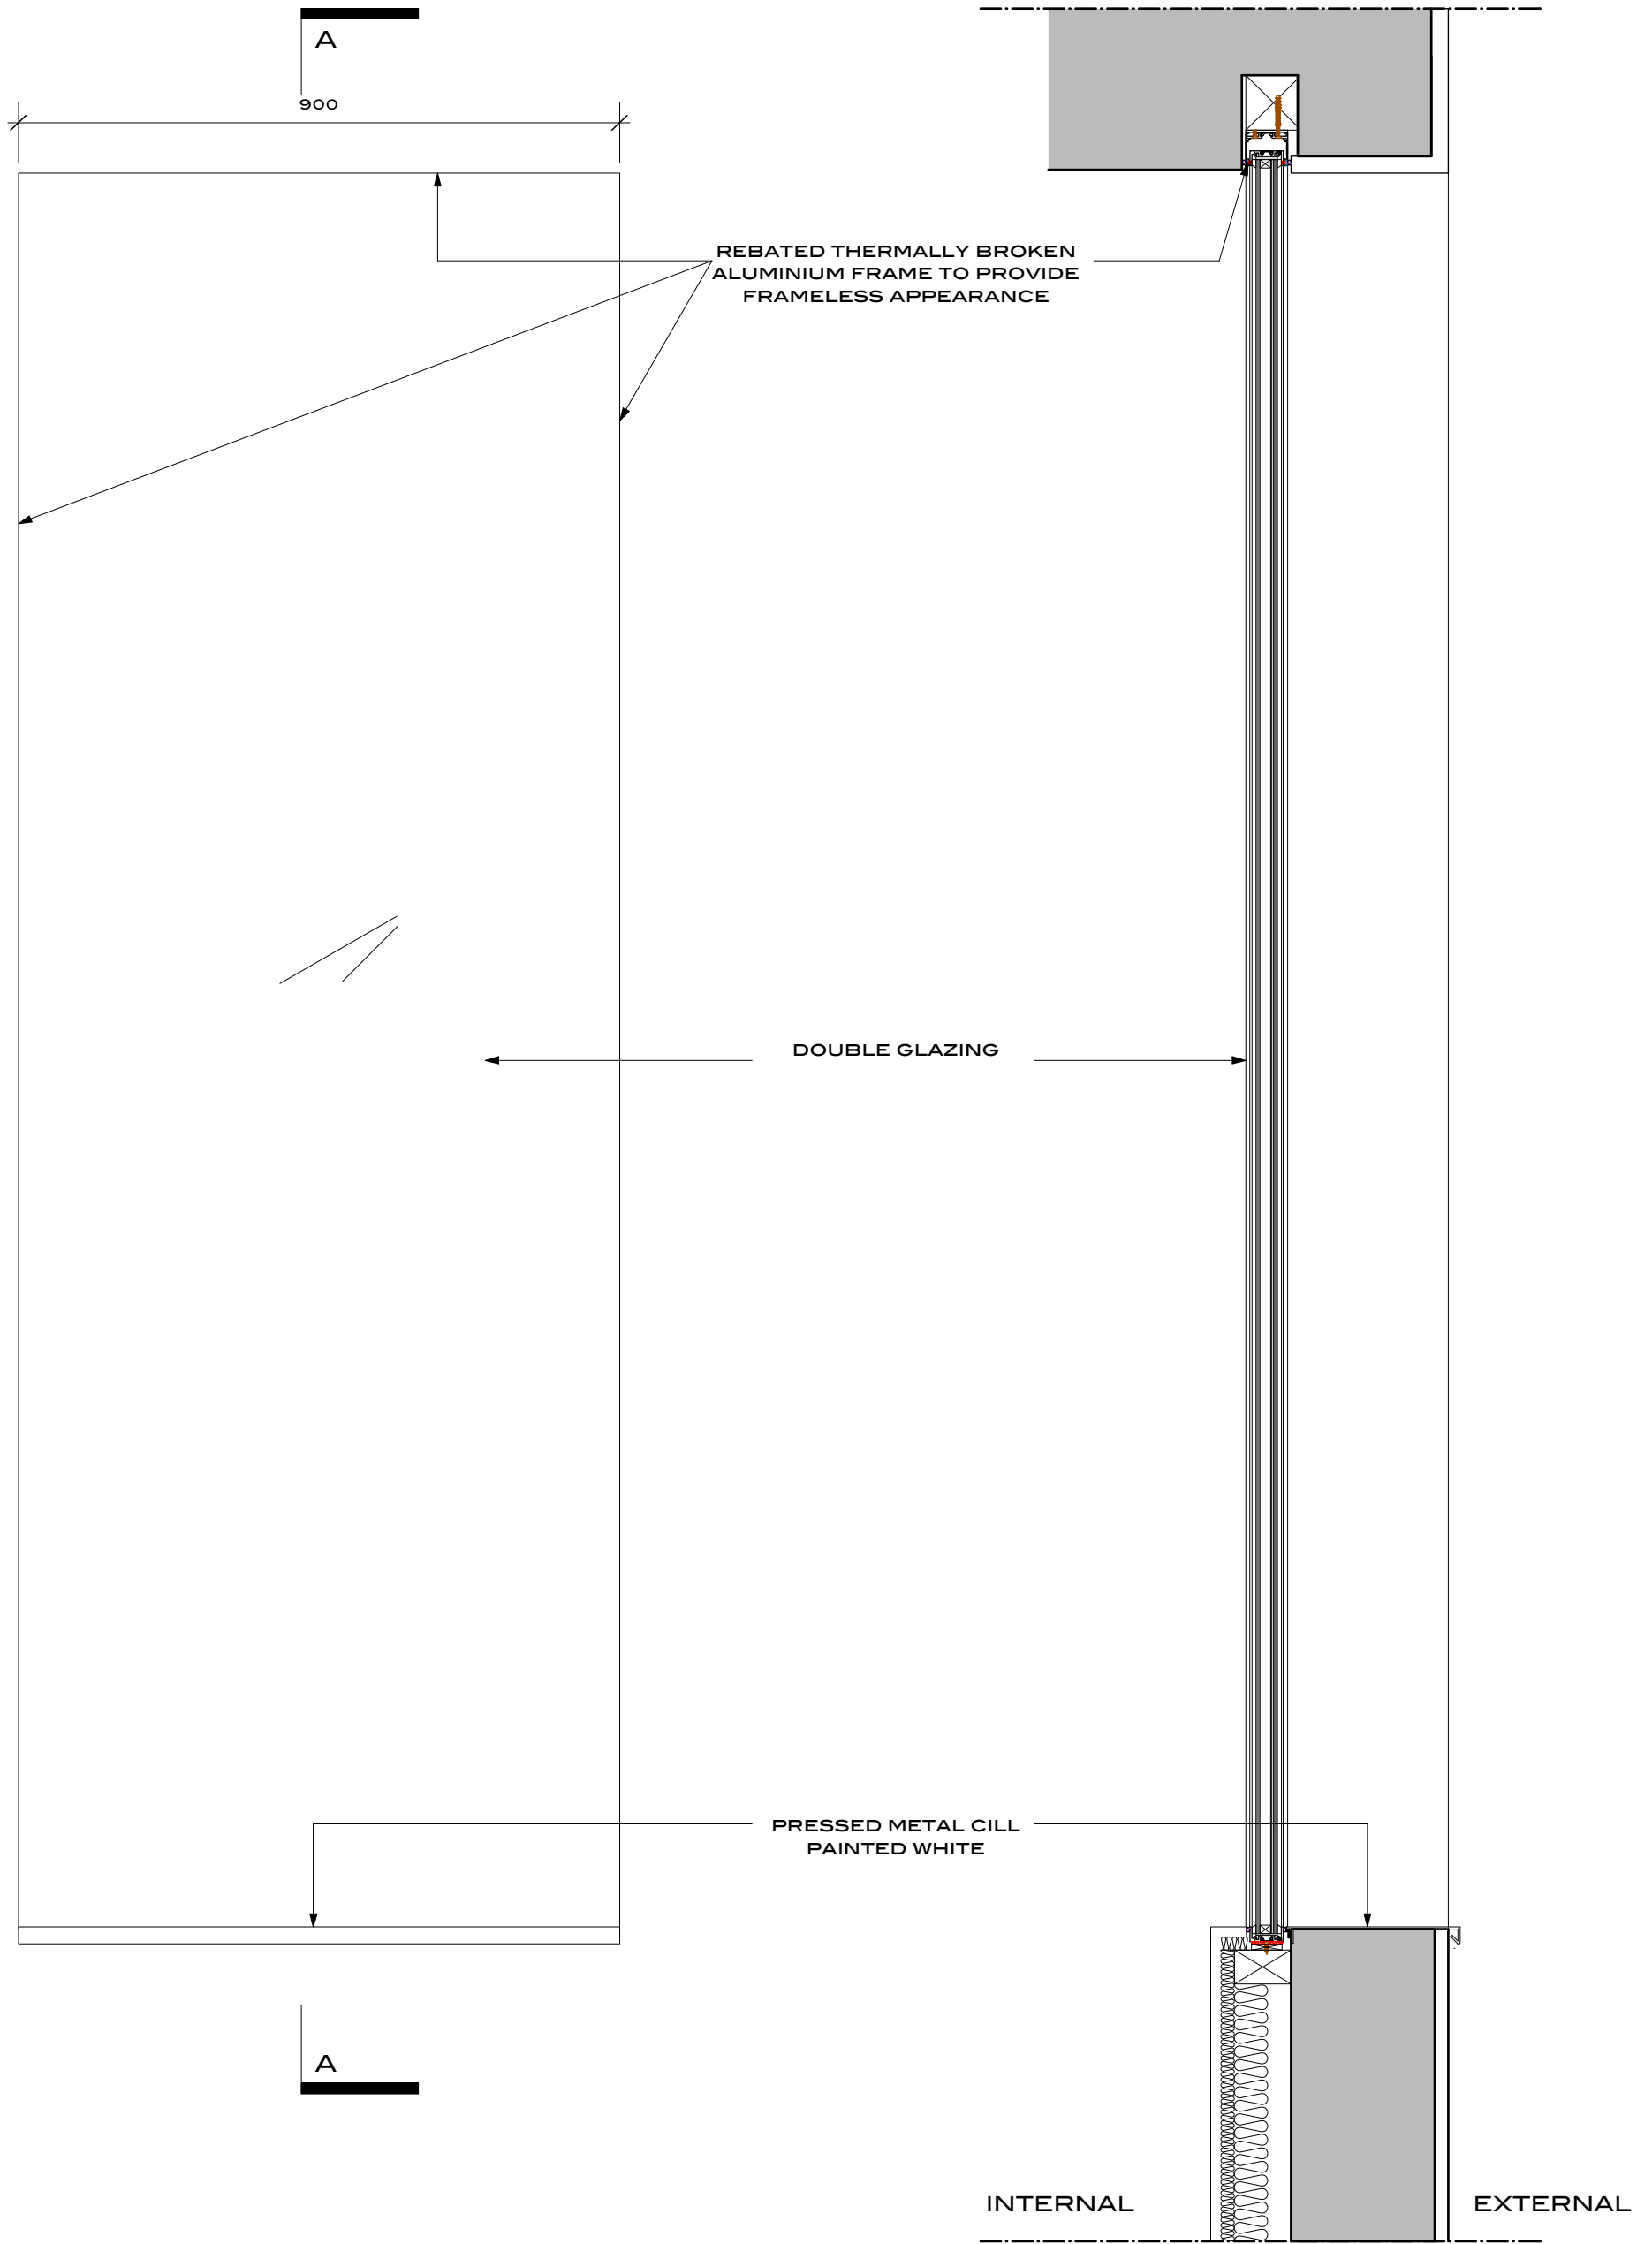 A
900
REBATED THERMALLY BROKEN
ALUMINIUM FRAME TO PROVIDE
FRAMELESS APPEARANCE
DOUBLE GLAZING
PRESSED METAL CILL
PAINTED WHITE
A
INTERNAL
EXTERNAL